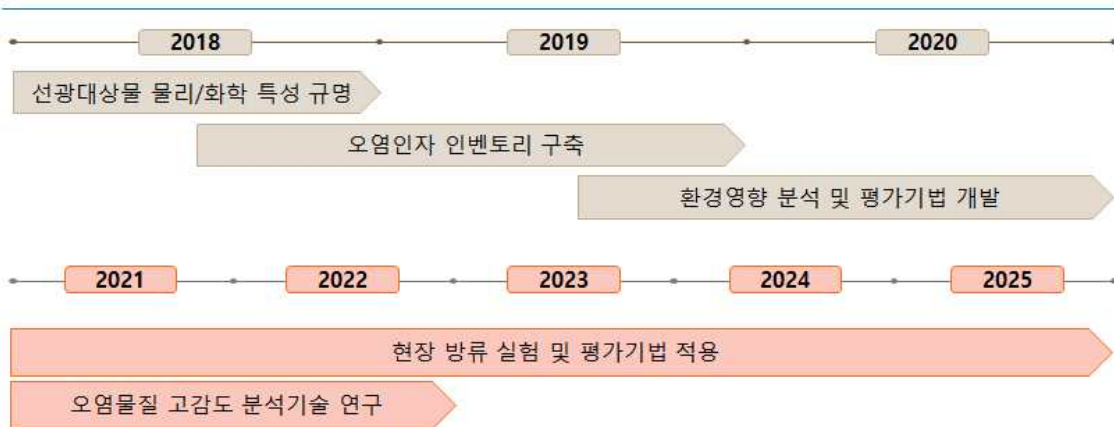 2018 2019 2020
선광대상물 물리/화학 특성 규명
오염인자 인벤토리 구축
환경영향 분석 및 평가기법 개발
2021 2022 2023 2024 2025
현장 방류 실험 및 평가기법 적용
오염물질 고감도 분석기술 연구